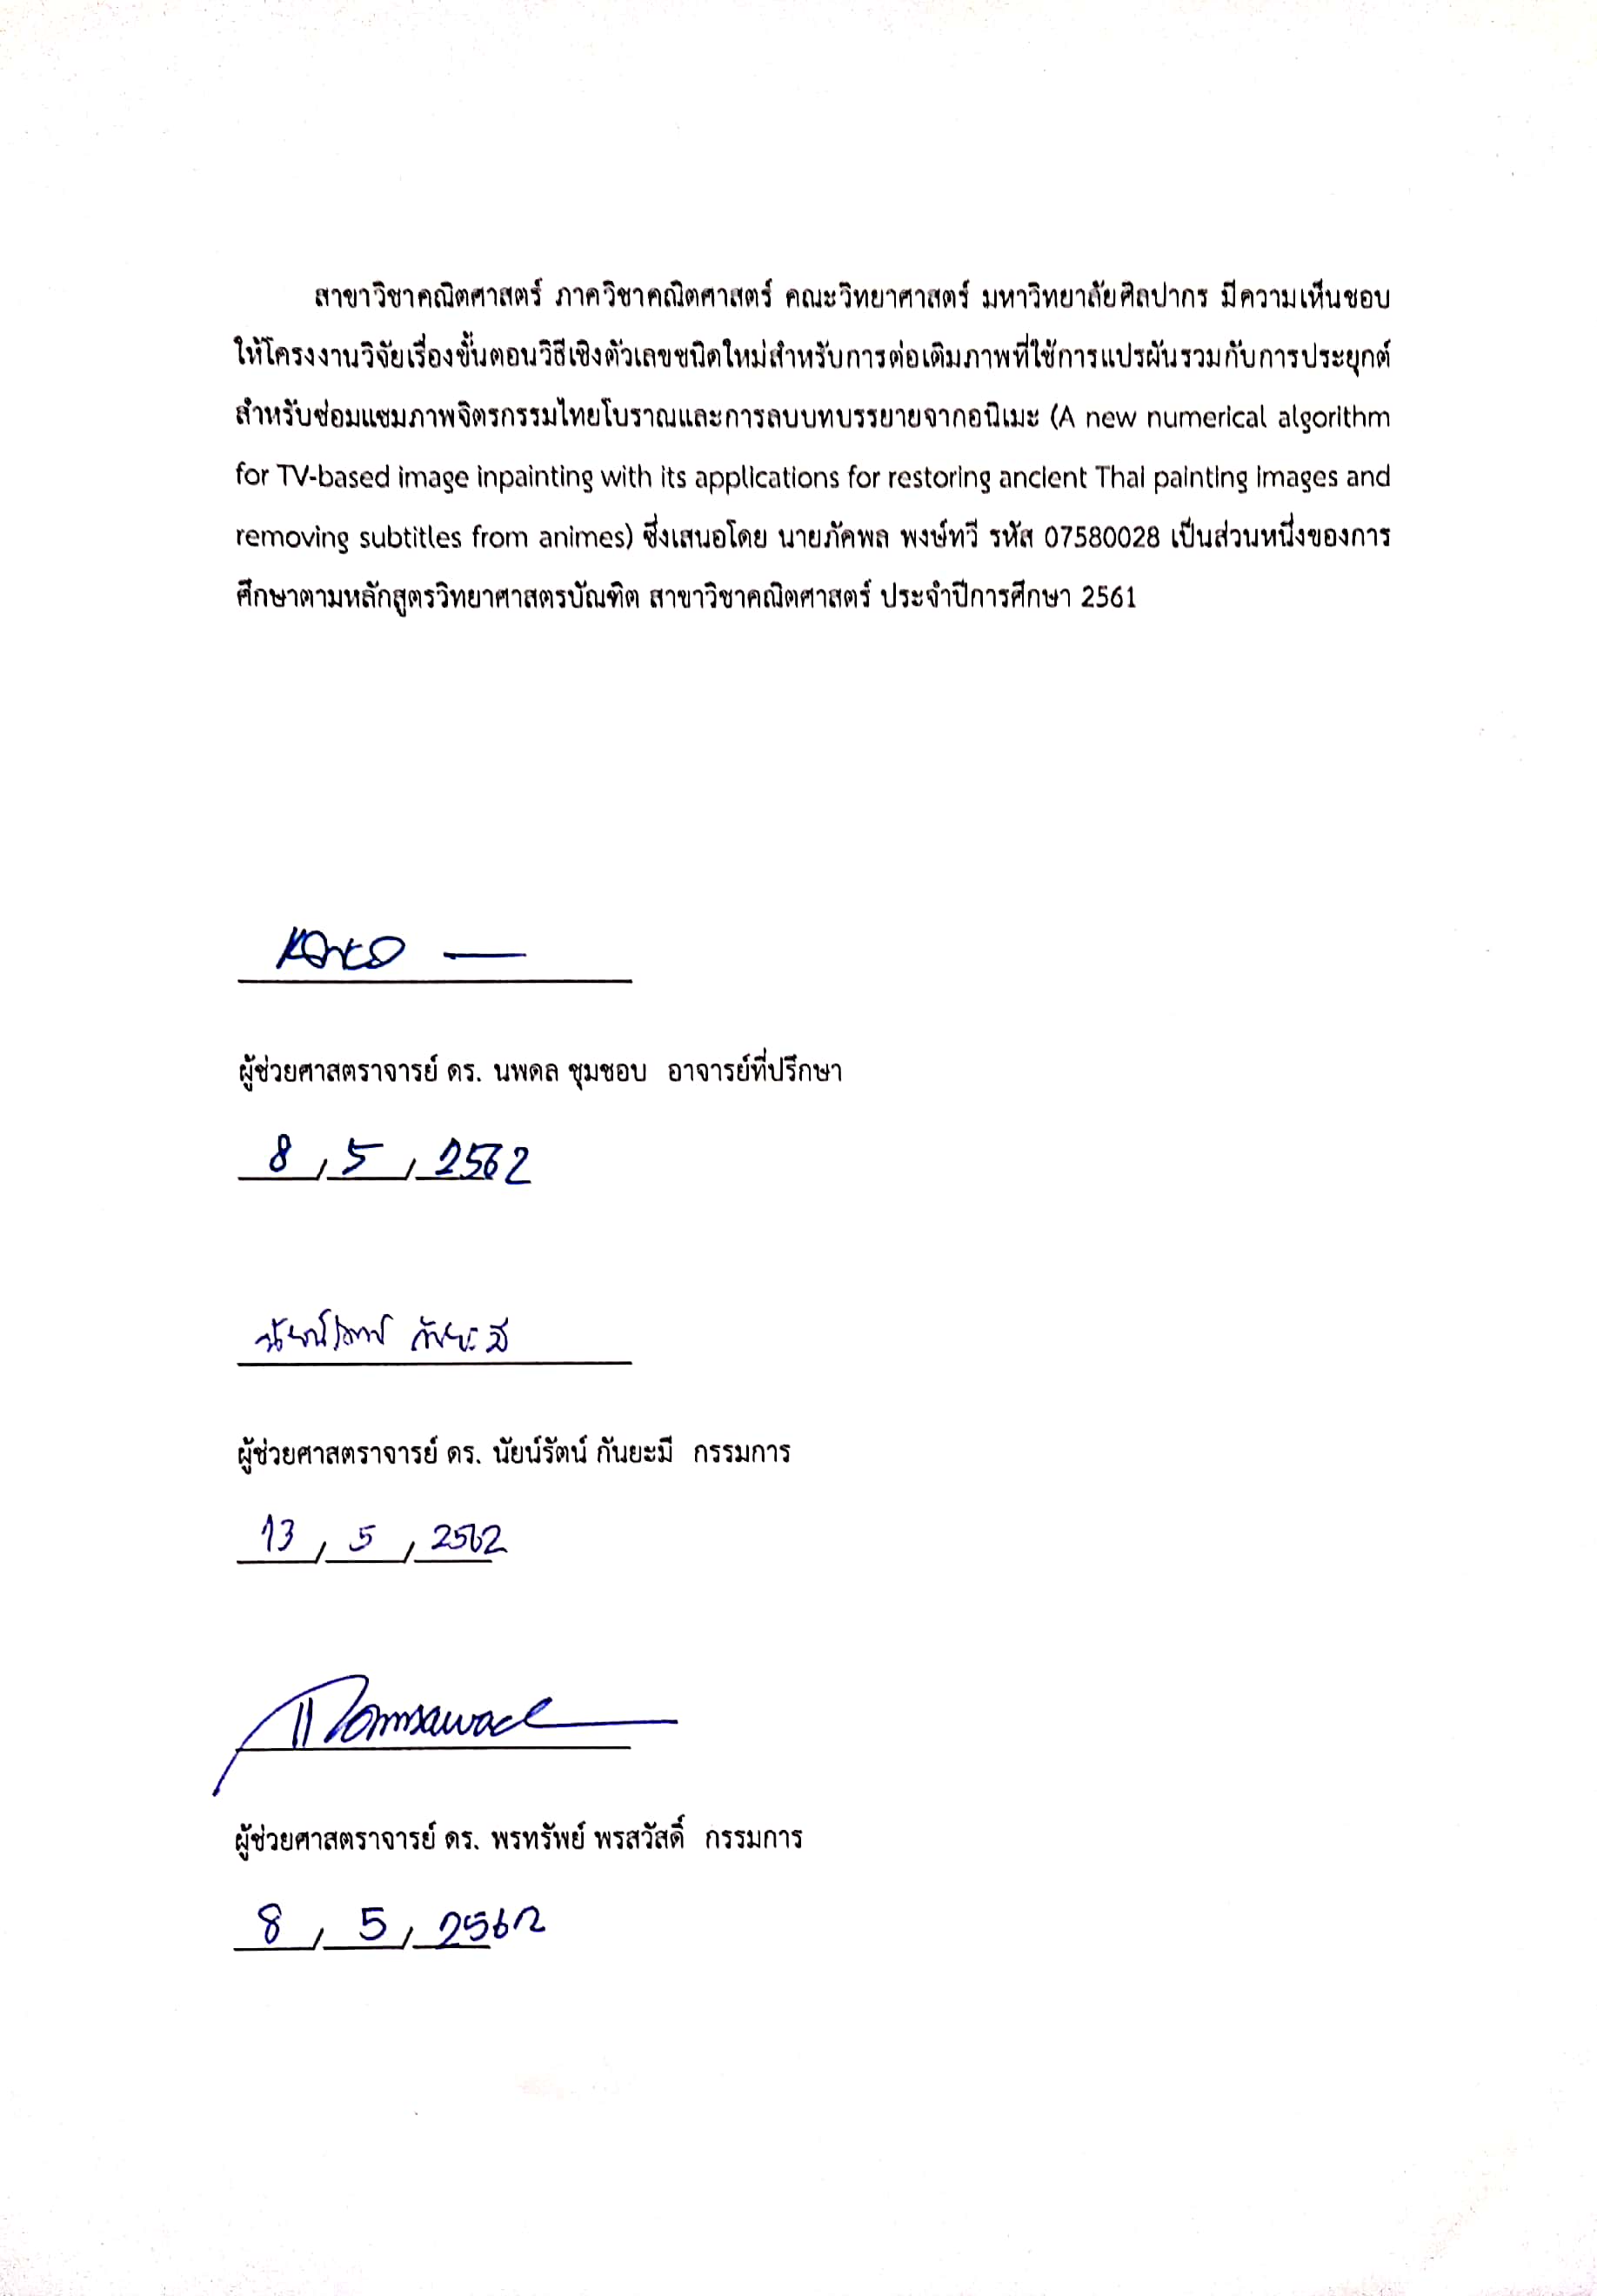 สาขาวิชาคณิตศาสตร์ ภาควิชาคณิตศาสตร์ คณะวิทยาศาสตร์ มหาวิทยาลัยศิลปากร มีความเห็นชอบ
ให้โครงงานวิจัยเรื่องขั้นตอนวิธีเชิงตัวเลขชนิดใหม่สำหรับการต่อเติมภาพที่ใช้การแปรผันรวมกับการประยุกต์
สำหรับซ่อมแซมภาพจิตรกรรมไทยโบราณและการลบบทบรรยายจากอนิเมะ (A new numerical algorithm
for TV-based image inpainting with its applications for restoring ancient Thai painting images and
removing subtitles from animes) ซึ่งเสนอโดย นายภัคพล พงษ์ทวี รหัส 07580028 เป็นส่วนหนึ่งของการ
ศึกษาตามหลักสูตรวิทยาศาสตรบัณฑิต สาขาวิชาคณิตศาสตร์ ประจำปีการศึกษา 2561
ผู้ช่วยศาสตราจารย์ ดร. นพดล ชุมชอบ อาจารย์ที่ปรึกษา
8 / 5 / 2562
นัยน์รัตน์ กันยะมี
ผู้ช่วยศาสตราจารย์ ดร. นัยน์รัตน์ กันยะมี กรรมการ
13 / 5 / 2562
ผู้ช่วยศาสตราจารย์ ดร. พรทรัพย์ พรสวัสดิ์ กรรมการ
8 / 5 / 2562